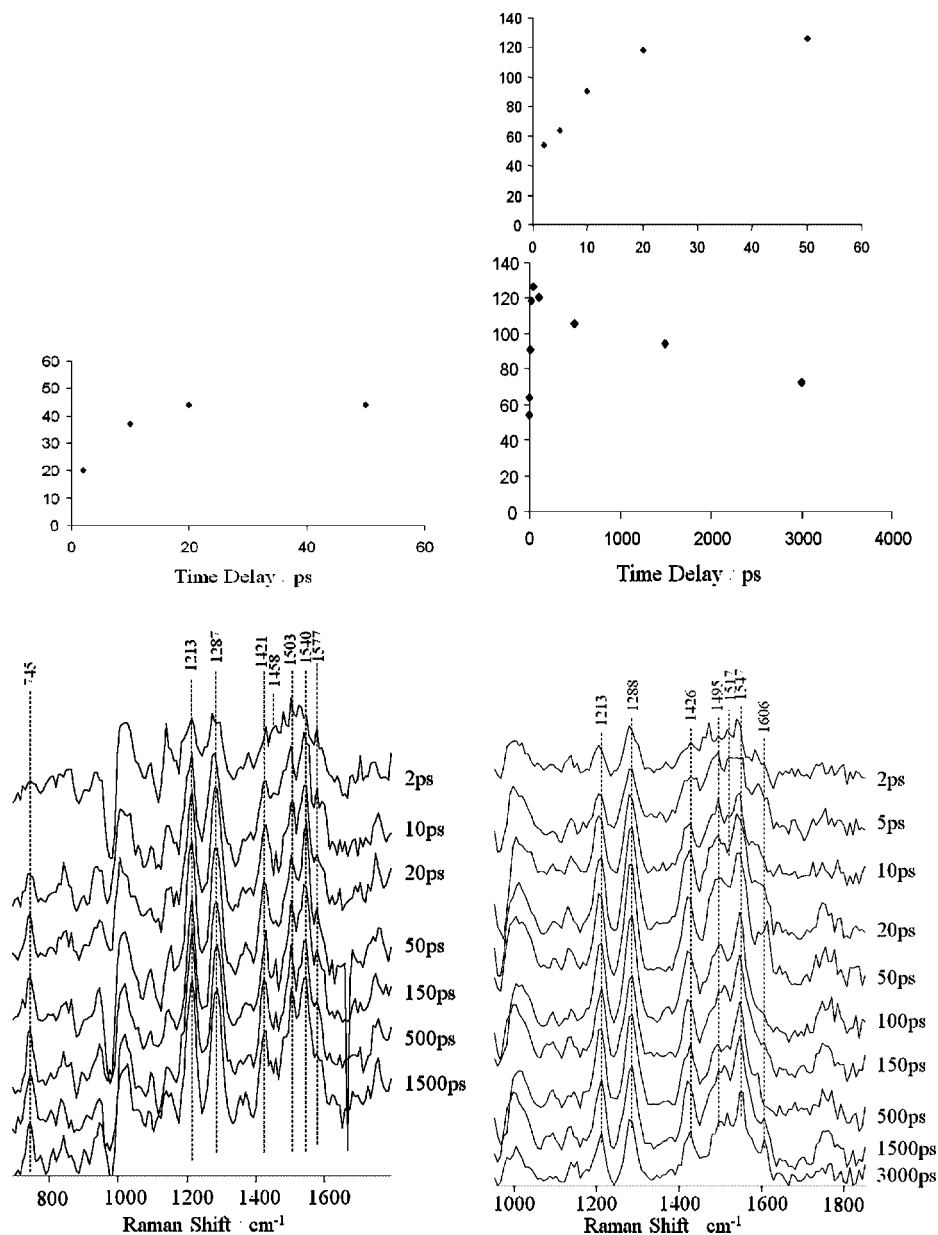 140
120
100
80
60
40
20
0
0 10 20 30 40 50 60
140
120
100
80
60
40
20
0
0 1000 2000 3000 4000
Time Delay ps
60
50
40
30
20
10
0
0 20 40 60
Time Delay ps
745
1213
1287
1421
1458
1503
1540
1577
2ps
10ps
20ps
50ps
150ps
500ps
1500ps
800 1000 1200 1400 1600
Raman Shift cm-1
1213
1288
1426
1495
1517
1547
1606
2ps
5ps
10ps
20ps
50ps
100ps
150ps
500ps
1500ps
3000ps
1000 1200 1400 1600 1800
Raman Shift cm-1